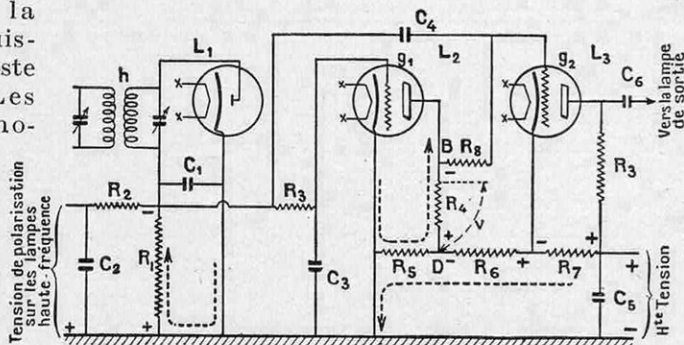 la
uis-
ste
Les
no-
C4
L1
g1
L2
g2
L3
C6
h
Vers la lampe
de sortie
x
x
x
x
x
x
B
R8
C1
R3
R2
R4
V
R3
Tension de polarisation
sur les lampes
haute-fréquence
C2
R1
C3
R5
D
R6
R7
C5
Hte Tension